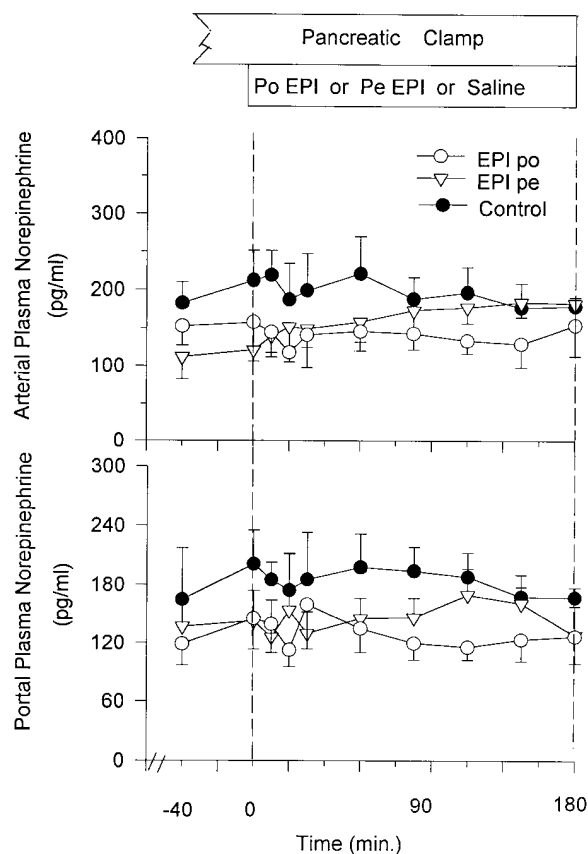 Pancreatic Clamp
Po EPI or Pe EPI or Saline
400
300
200
100
0
Arterial Plasma Norepinephrine
(pg/ml)
EPI po
EPI pe
Control
300
240
180
120
60
0
Portal Plasma Norepinephrine
(pg/ml)
-40 0 90 180
Time (min.)